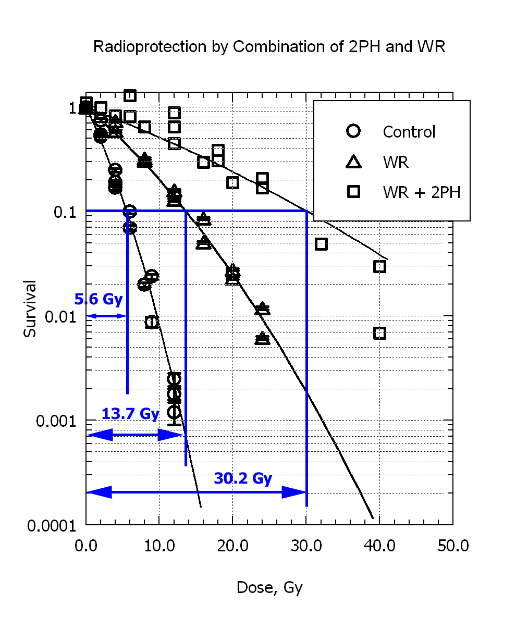 Radioprotection by Combination of 2PH and WR
1
Control
WR
WR + 2PH
0.1
5.6 Gy
Survival
0.01
13.7 Gy
0.001
30.2 Gy
0.0001
0.0 10.0 20.0 30.0 40.0 50.0
Dose, Gy